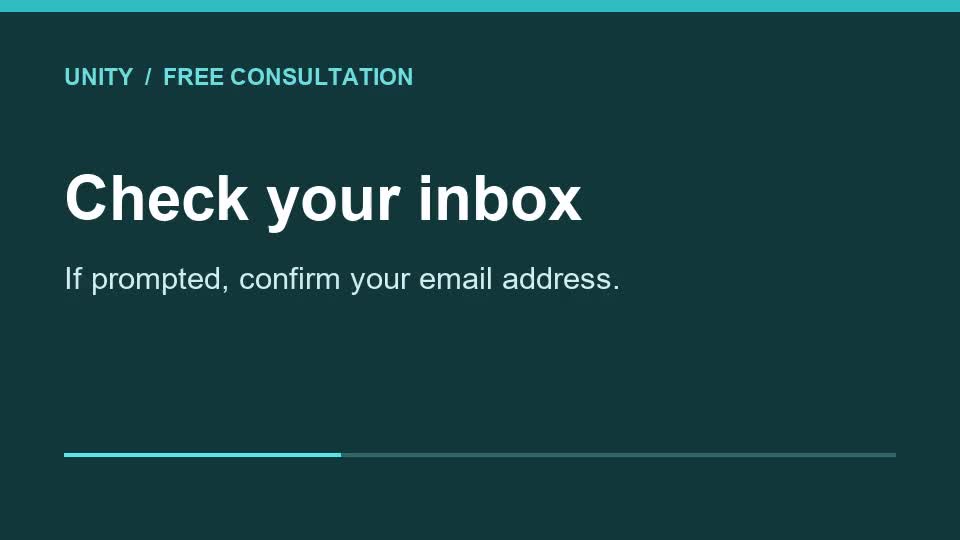 UNITY / FREE CONSULTATION
Check your inbox
If prompted, confirm your email address.